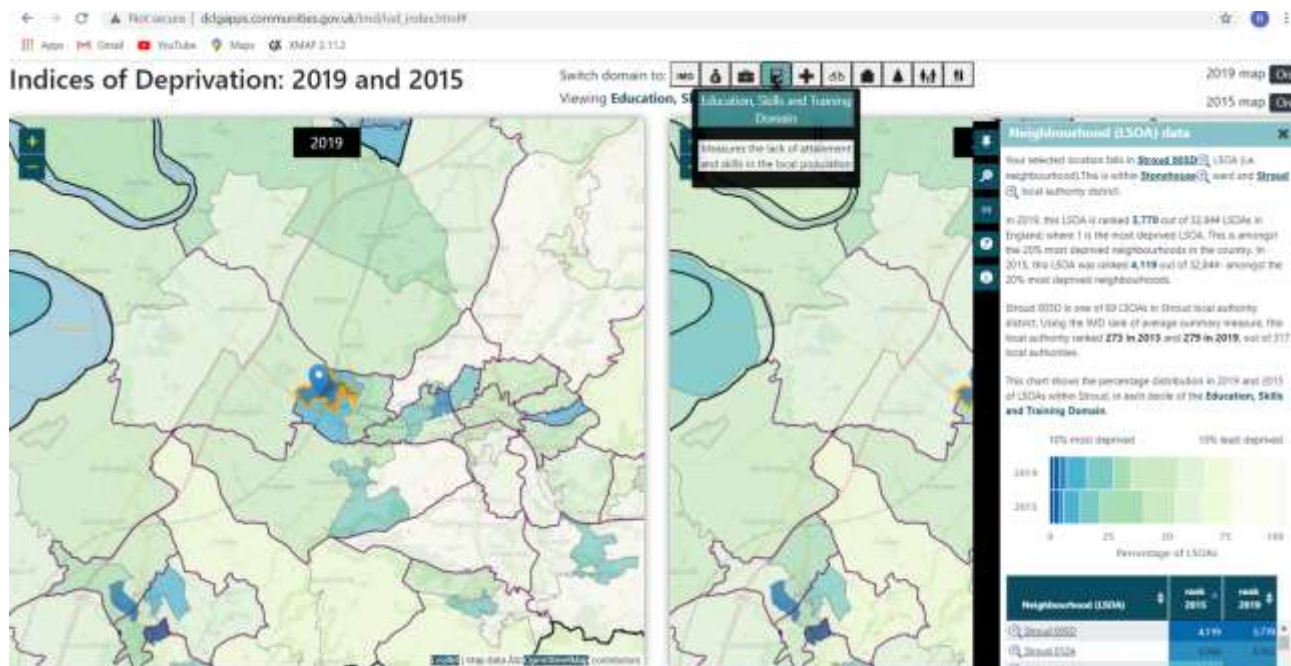 Not secure | dclgapps.communities.gov.uk/imd/iod_index.html#
Apps Gmail YouTube Maps XMAP 2.11.2
Indices of Deprivation: 2019 and 2015
Switch domain to: IMD
Viewing Education, S
Education, Skills and Training
Domain
Measures the lack of attainment
and skills in the local population
2019 map On
2015 map On
2019
Neighbourhood (LSOA) data
Your selected location falls in Stroud 005D LSOA (i.e.
neighbourhood).This is within Stonehouse ward and Stroud
local authority district.
In 2019, this LSOA is ranked out of 32,844 LSOAs in
England; where 1 is the most deprived LSOA. This is amongst
the 20% most deprived neighbourhoods in the country. In
2015, this LSOA was ranked 4,119 out of 32,844- amongst the
20% most deprived neighbourhoods.
Stroud 005D is one of 69 LSOAs in Stroud local authority
district. Using the IMD rank of average summary measure, this
local authority ranked 273 in 2015 and 279 in 2019, out of 317
local authorities.
This chart shows the percentage distribution in 2019 and 2015
of LSOAs within Stroud, in each decile of the Education, Skills
and Training Domain.
10% most deprived 10% least deprived
2019
2015
0 25 50 75 100
Percentage of LSOAs
Neighbourhood (LSOA) rank 2015 rank 2019
Stroud 005D 4,119
Leaflet | Map data OpenStreetMap contributors